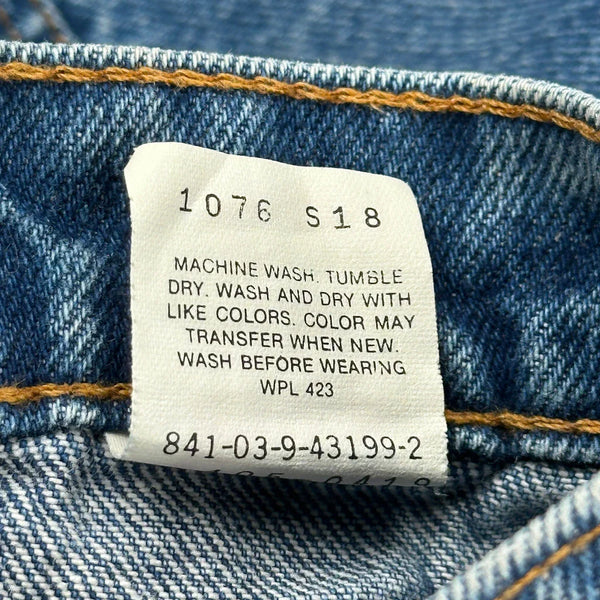 1076 S18
MACHINE WASH. TUMBLE
DRY. WASH AND DRY WITH
LIKE COLORS. COLOR MAY
TRANSFER WHEN NEW.
WASH BEFORE WEARING
WPL 423
841-03-9-43199-2